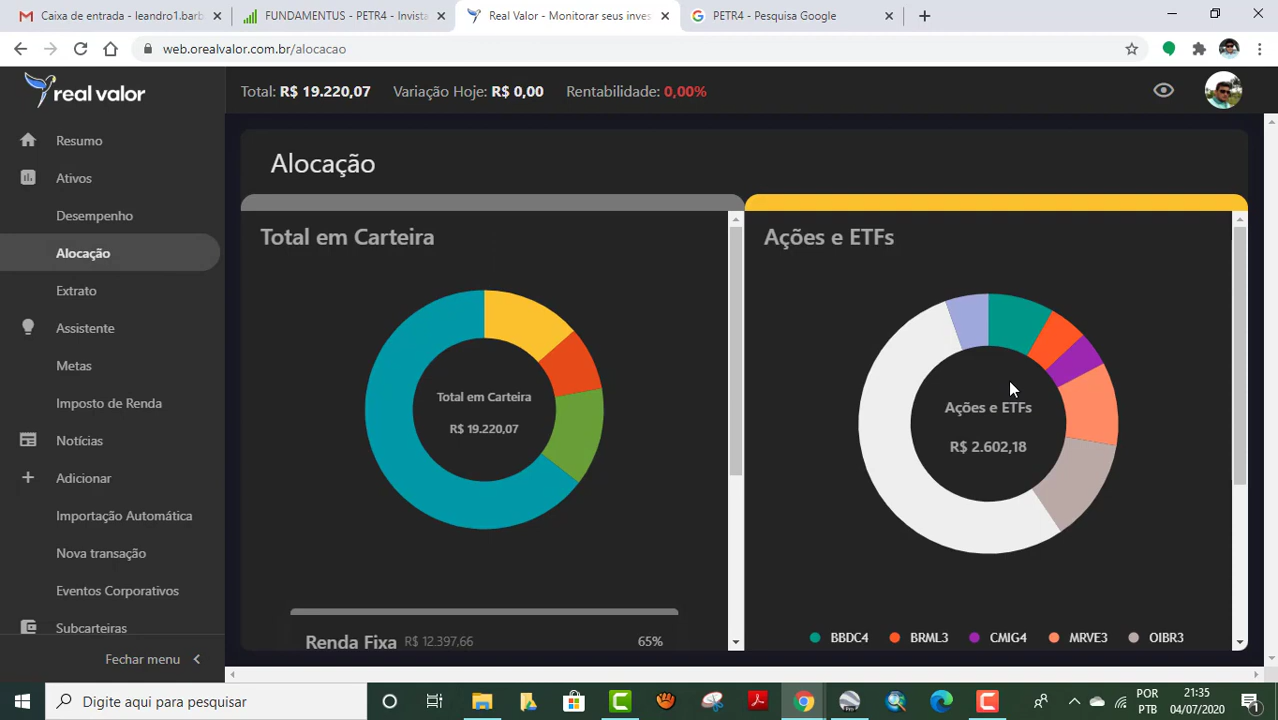 Caixa de entrada - leandro1.barb
FUNDAMENTUS - PETR4 - Invista
Real Valor - Monitorar seus inves
PETR4 - Pesquisa Google
web.orealvalor.com.br/alocacao
real valor
Total: R$ 19.220,07 Variação Hoje: R$ 0,00 Rentabilidade: 0,00%
Resumo
Ativos
Desempenho
Alocação
Extrato
Assistente
Metas
Imposto de Renda
Notícias
Adicionar
Importação Automática
Nova transação
Eventos Corporativos
Subcarteiras
Fechar menu
Alocação
Total em Carteira
Total em Carteira
R$ 19.220,07
Renda Fixa R$ 12.397,66 65%
Ações e ETFs
Ações e ETFs
R$ 2.602,18
BBDC4 BRML3 CMIG4 MRVE3 OIBR3
Digite aqui para pesquisar
POR
PTB
21:35
04/07/2020
1